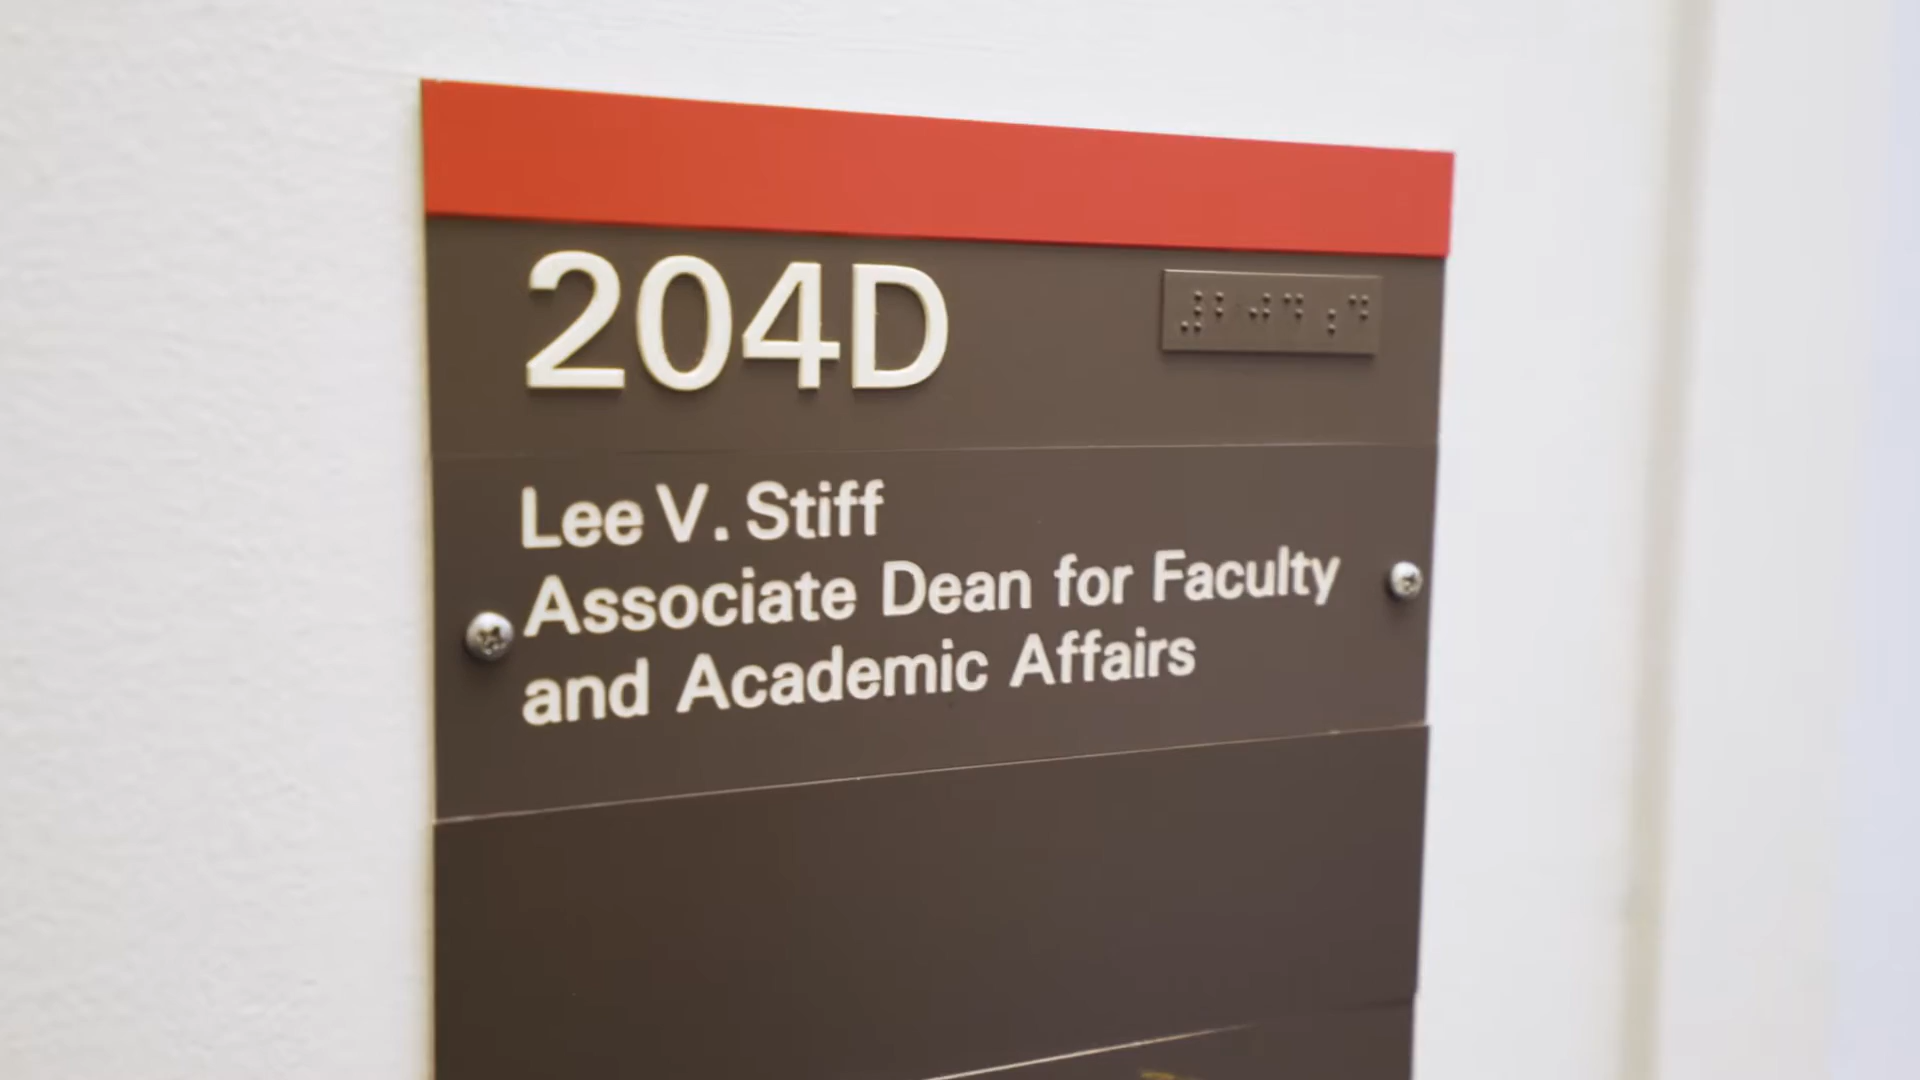 204D
⠼⠃⠚⠙⠰⠙
Lee V. Stiff
Associate Dean for Faculty
and Academic Affairs